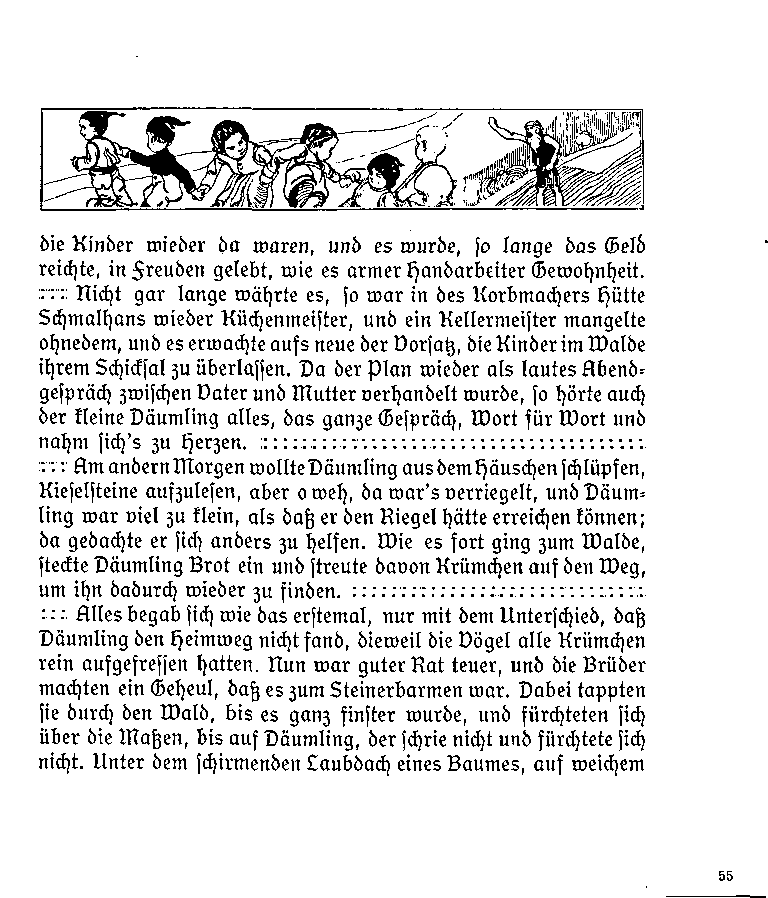 die Kinder wieder da waren, und es wurde, so lange das Geld
reichte, in Freuden gelebt, wie es armer Handarbeiter Gewohnheit.
::::: Nicht gar lange währte es, so war in des Korbmachers Hütte
Schmalhans wieder Küchenmeister, und ein Kellermeister mangelte
ohnedem, und es erwachte aufs neue der Vorsatz, die Kinder im Walde
ihrem Schicksal zu überlassen. Da der Plan wieder als lautes Abend-
gespräch zwischen Vater und Mutter verhandelt wurde, so hörte auch
der kleine Däumling alles, das ganze Gespräch, Wort für Wort und
nahm sich's zu Herzen. ::::::::::::::::::::::::::::::::::::::
::::: Am andern Morgen wollte Däumling aus dem Häuschen schlüpfen,
Kieselsteine aufzulesen, aber o weh, da war's verriegelt, und Däum-
ling war viel zu klein, als daß er den Riegel hätte erreichen können;
da gedachte er sich anders zu helfen. Wie es fort ging zum Walde,
steckte Däumling Brot ein und streute davon Krümchen auf den Weg,
um ihn dadurch wieder zu finden. :::::::::::::::::::::::::::::
::::: Alles begab sich wie das erstemal, nur mit dem Unterschied, daß
Däumling den Heimweg nicht fand, dieweil die Vögel alle Krümchen
rein aufgefressen hatten. Nun war guter Rat teuer, und die Brüder
machten ein Geheul, daß es zum Steinerbarmen war. Dabei tappten
sie durch den Wald, bis es ganz finster wurde, und fürchteten sich
über die Maßen, bis auf Däumling, der schrie nicht und fürchtete sich
nicht. Unter dem schirmenden Laubdach eines Baumes, auf weichem
55